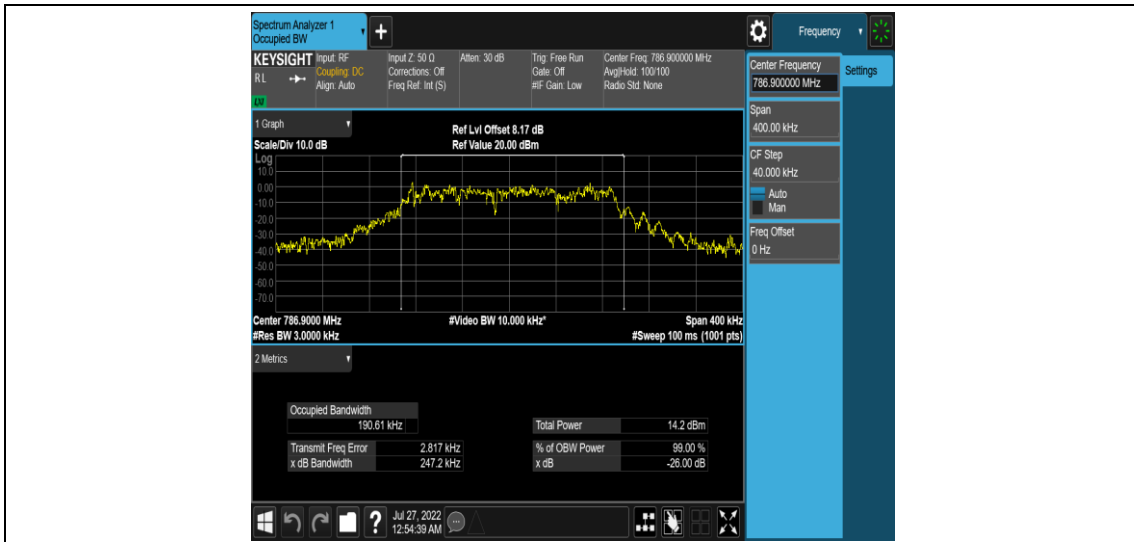 Spectrum Analyzer 1
Occupied BW
+
Frequency
KEYSIGHT
RL
LM
Input: RF
Coupling: DC
Align: Auto
Input Z: 50 Ω
Corrections: Off
Freq Ref: Int (S)
Atten: 30 dB
Trig: Free Run
Gate: Off
#IF Gain: Low
Center Freq: 786.900000 MHz
Avg|Hold: 100/100
Radio Std: None
Center Frequency
786.900000 MHz
Settings
Span
400.00 kHz
CF Step
40.000 kHz
Auto
Man
Freq Offset
0 Hz
1 Graph
Scale/Div 10.0 dB
Ref Lvl Offset 8.17 dB
Ref Value 20.00 dBm
Log
10.0
0.00
-10.0
-20.0
-30.0
-40.0
-50.0
-60.0
-70.0
Center 786.9000 MHz
#Video BW 10.000 kHz*
Span 400 kHz
#Res BW 3.0000 kHz
#Sweep 100 ms (1001 pts)
2 Metrics
Occupied Bandwidth
190.61 kHz
Total Power 14.2 dBm
Transmit Freq Error 2.817 kHz
% of OBW Power 99.00 %
x dB Bandwidth 247.2 kHz
x dB -26.00 dB
?
Jul 27, 2022
12:54:39 AM